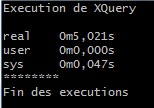 Execution de XQuery
real 0m5,021s
user 0m0,000s
sys 0m0,047s
********
Fin des executions